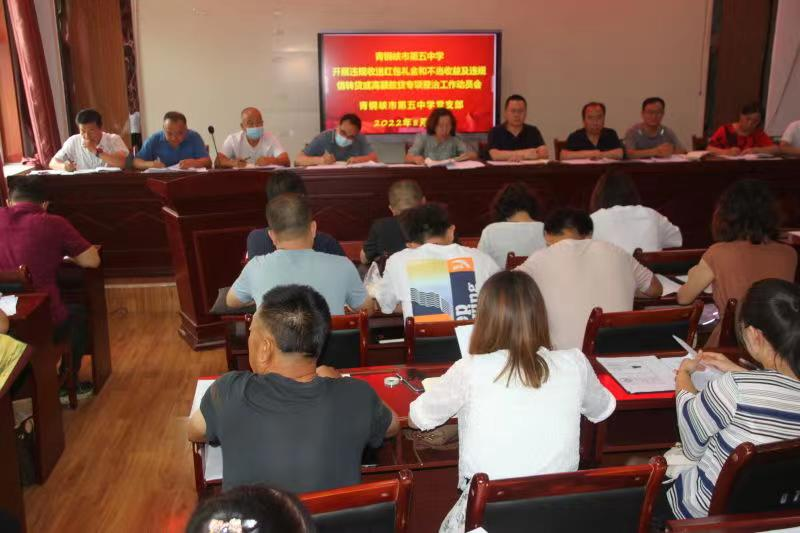 青铜峡市第五中学
开展违规收送红包礼金和不当收益及违规
借转贷或高额放贷专项整治工作动员会
青铜峡市第五中学党支部
2022年8月
ping